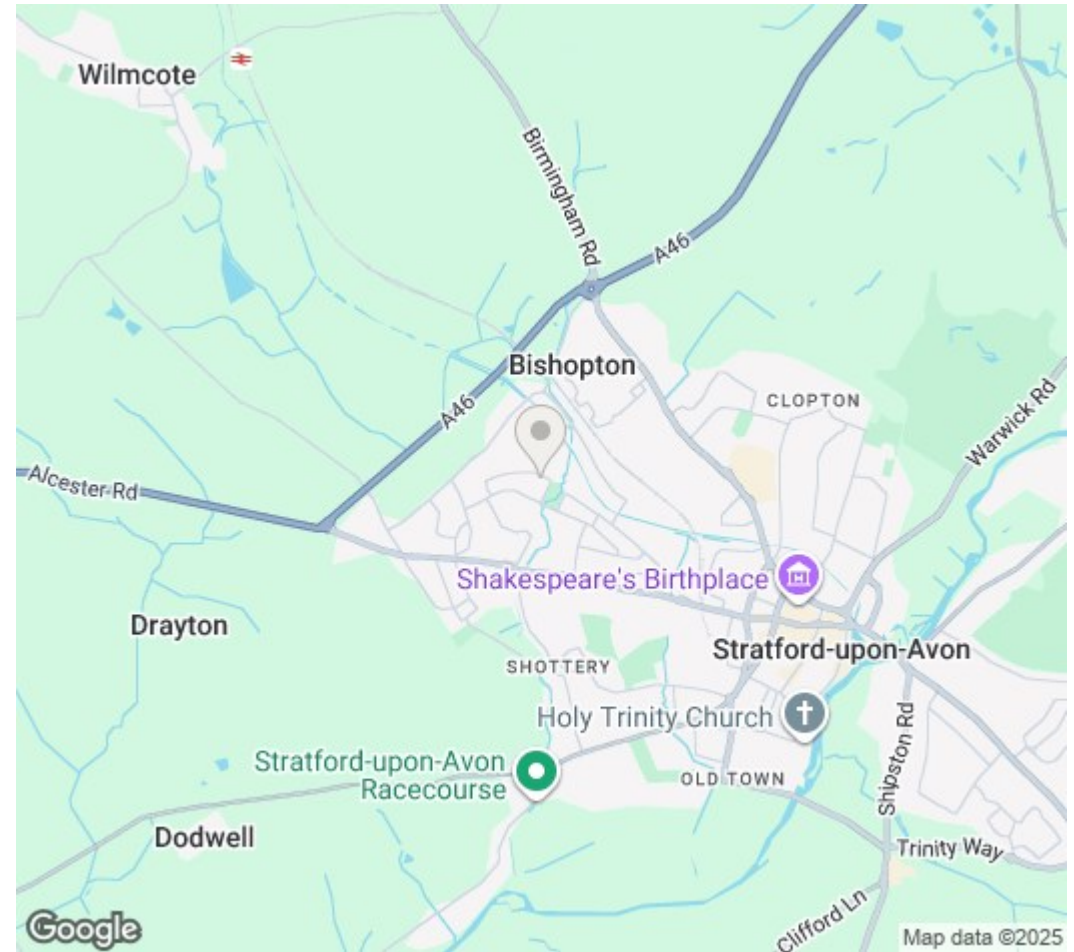 Wilmcote
Birmingham Rd
A46
Bishopton
CLOPTON
Warwick Rd
A46
Alcester Rd
Shakespeare's Birthplace
Drayton
Stratford-upon-Avon
SHOTTERY
Holy Trinity Church
Shipston Rd
Stratford-upon-Avon
Racecourse
OLD TOWN
Dodwell
Trinity Way
Clifford Ln
Google
Map data ©2025